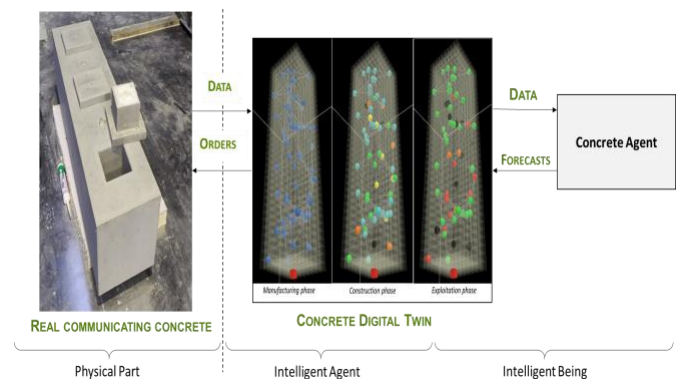 DATA
ORDERS
DATA
FORECASTS
Concrete Agent
Manufacturing phase
Construction phase
Exploitation phase
REAL COMMUNICATING CONCRETE
CONCRETE DIGITAL TWIN
Physical Part
Intelligent Agent
Intelligent Being